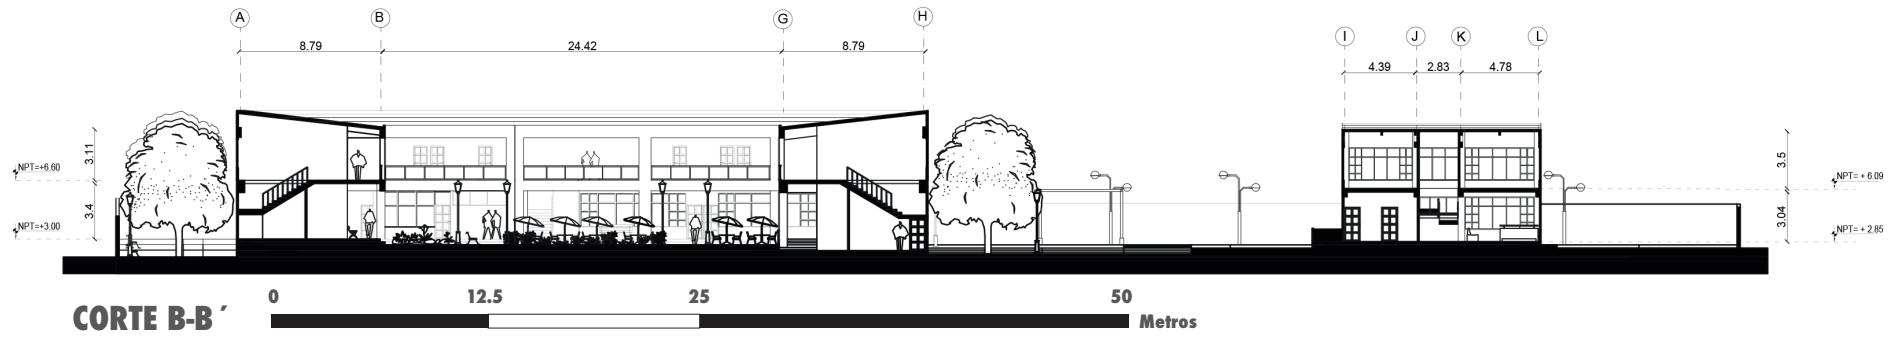 A B G H
8.79 24.42 8.79
I J K L
4.39 2.83 4.78
3.11
NPT=+6.60
3.4
NPT=+3.00
3.5
NPT= + 6.09
3.04
NPT= + 2.85
0 12.5 25 50
CORTE B-B´
Metros